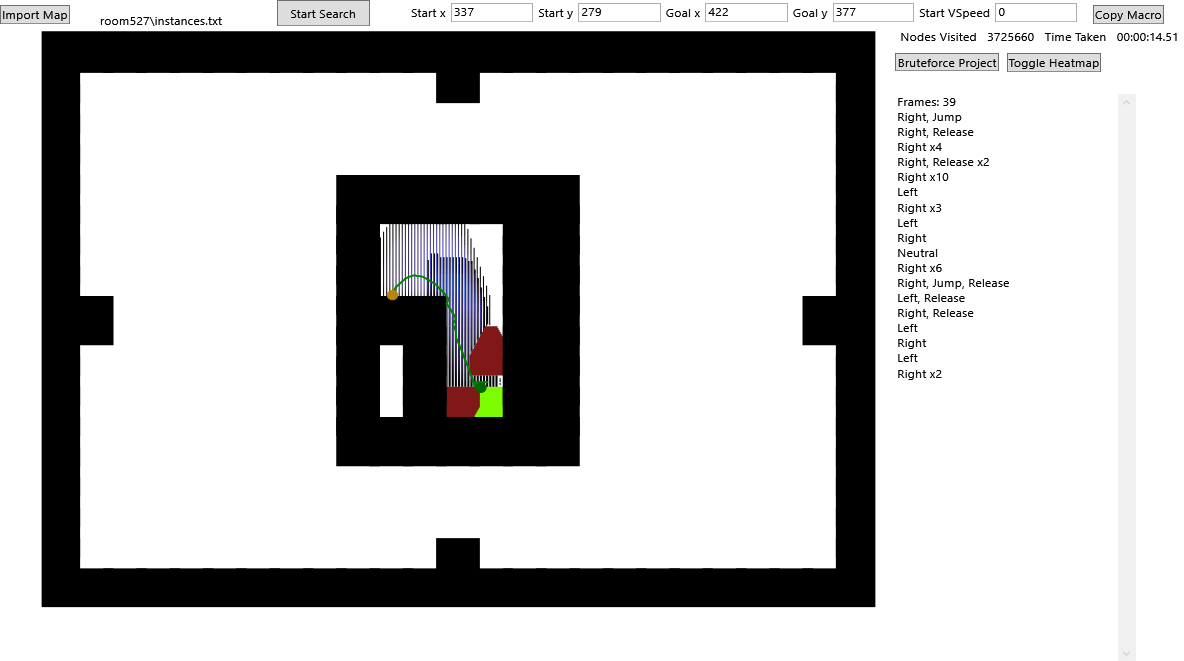 Import Map
room527\instances.txt
Start Search
Start x 337 Start y 279 Goal x 422 Goal y 377 Start VSpeed 0
Copy Macro
Nodes Visited 3725660 Time Taken 00:00:14.51
Bruteforce Project Toggle Heatmap
Frames: 39
Right, Jump
Right, Release
Right x4
Right, Release x2
Right x10
Left
Right x3
Left
Right
Neutral
Right x6
Right, Jump, Release
Left, Release
Right, Release
Left
Right
Left
Right x2